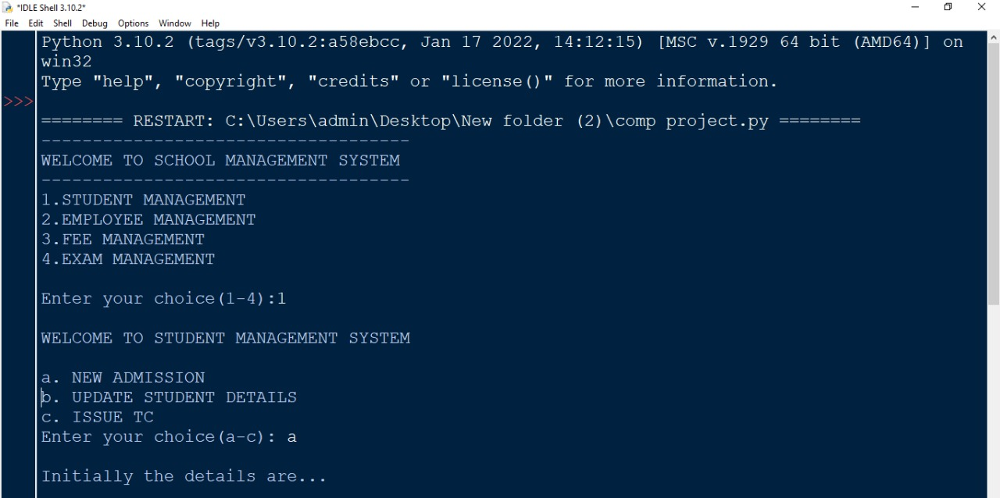 *IDLE Shell 3.10.2*
File Edit Shell Debug Options Window Help
Python 3.10.2 (tags/v3.10.2:a58ebcc, Jan 17 2022, 14:12:15) [MSC v.1929 64 bit (AMD64)] on
win32
Type "help", "copyright", "credits" or "license()" for more information.
>>>
======== RESTART: C:\Users\admin\Desktop\New folder (2)\comp project.py ========
------------------------------------
WELCOME TO SCHOOL MANAGEMENT SYSTEM
------------------------------------
1.STUDENT MANAGEMENT
2.EMPLOYEE MANAGEMENT
3.FEE MANAGEMENT
4.EXAM MANAGEMENT
Enter your choice(1-4):1
WELCOME TO STUDENT MANAGEMENT SYSTEM
a. NEW ADMISSION
b. UPDATE STUDENT DETAILS
c. ISSUE TC
Enter your choice(a-c): a
Initially the details are...